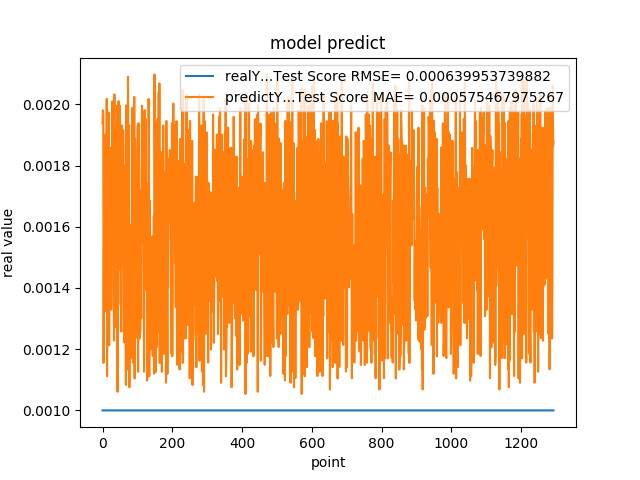 model predict
realY...Test Score RMSE= 0.000639953739882
predictY...Test Score MAE= 0.000575467975267
0.0020
0.0018
0.0016
0.0014
0.0012
0.0010
real value
0 200 400 600 800 1000 1200
point